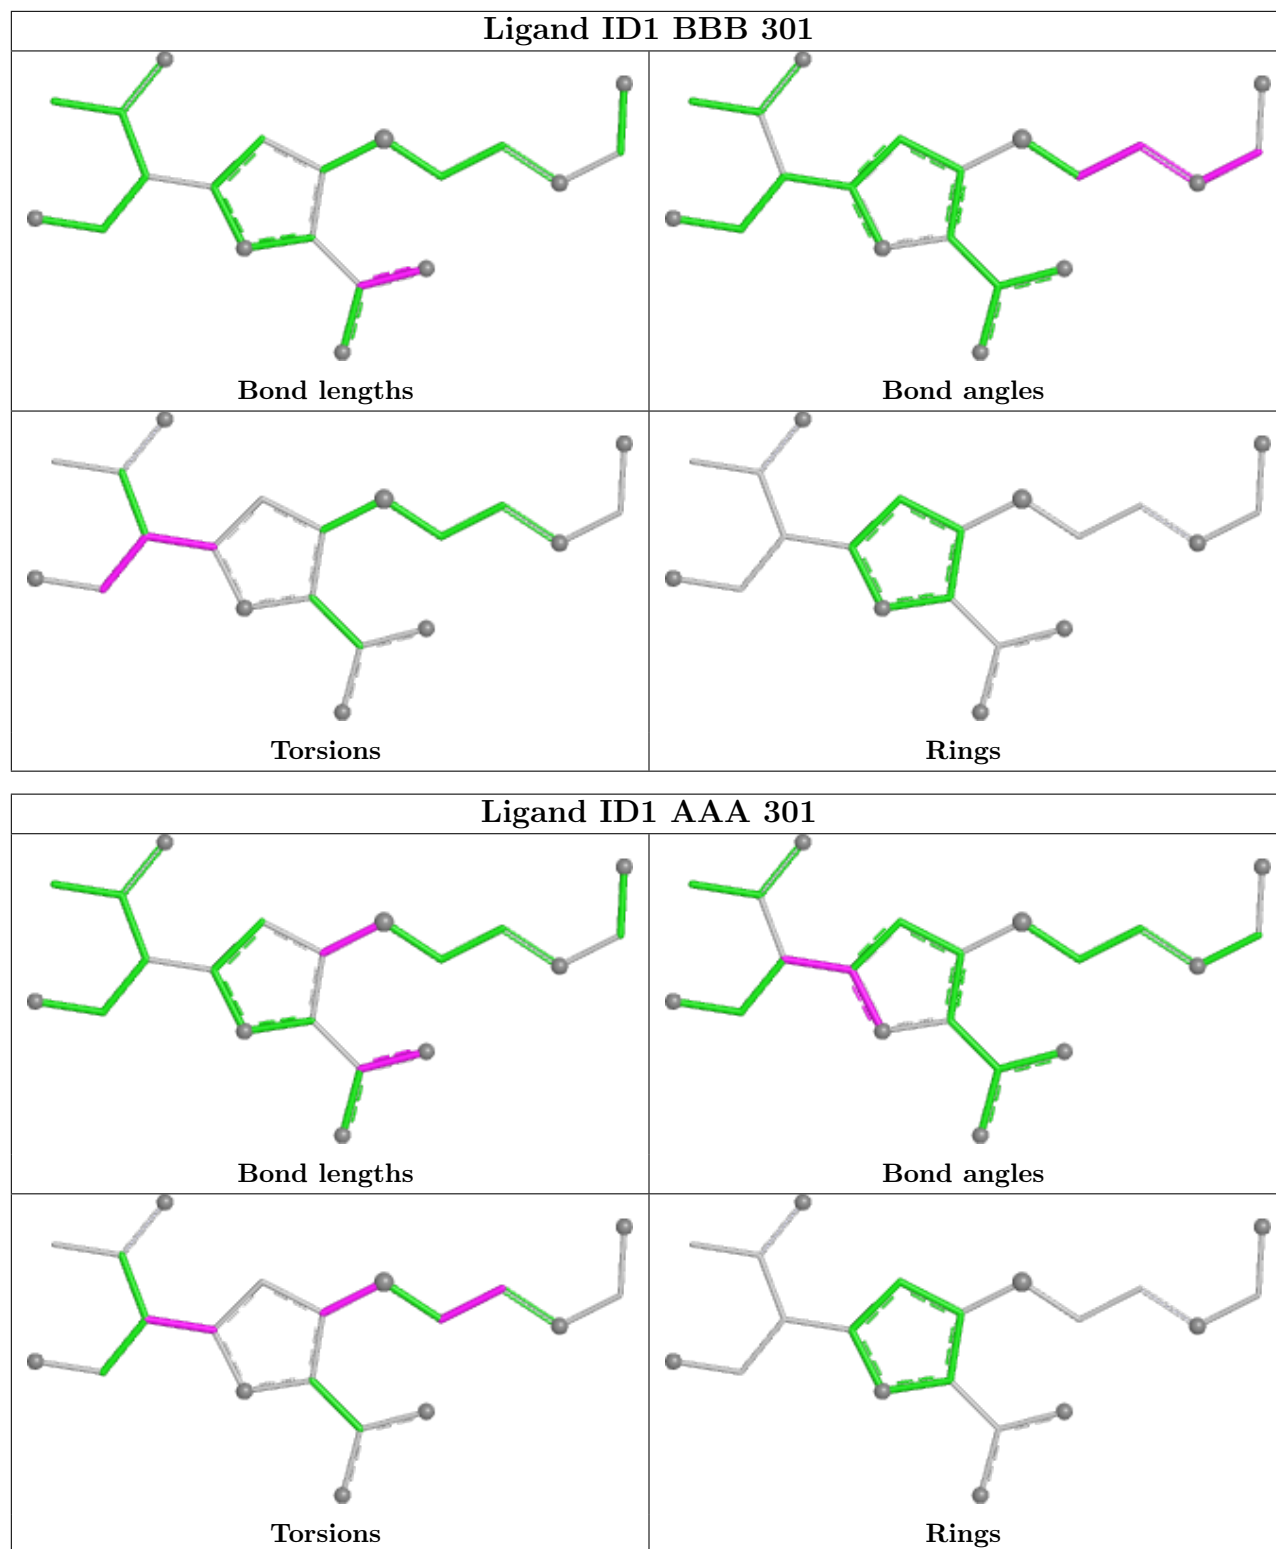 Ligand ID1 BBB 301
Bond lengths
Bond angles
Torsions
Rings
Ligand ID1 AAA 301
Bond lengths
Bond angles
Torsions
Rings